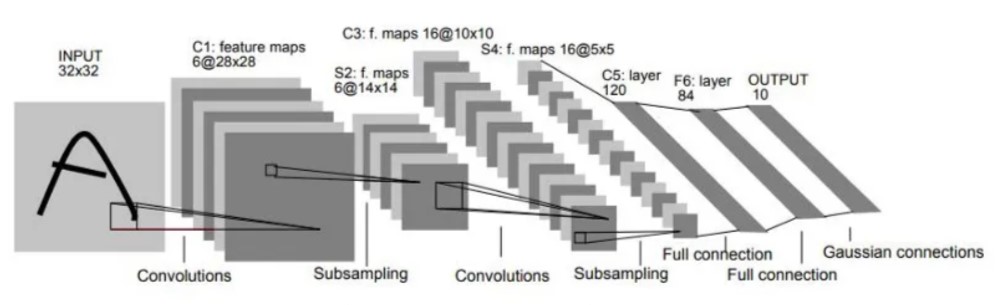 INPUT
32x32
C1: feature maps
6@28x28
C3: f. maps 16@10x10
S2: f. maps
6@14x14
S4: f. maps 16@5x5
C5: layer
120
F6: layer
84
OUTPUT
10
A
Convolutions
Subsampling
Convolutions
Subsampling
Full connection
Full connection
Gaussian connections